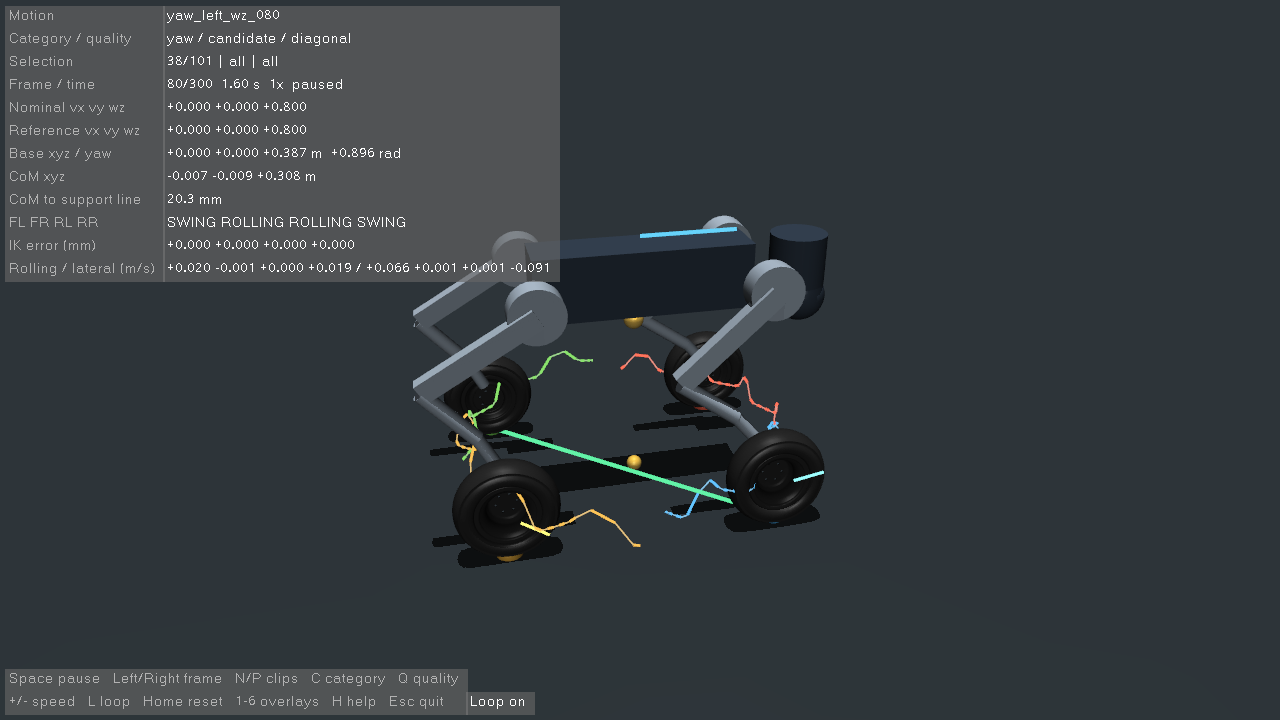 Motion yaw_left_wz_080
Category / quality yaw / candidate / diagonal
Selection 38/101 | all | all
Frame / time 80/300 1.60 s 1x paused
Nominal vx vy wz +0.000 +0.000 +0.800
Reference vx vy wz +0.000 +0.000 +0.800
Base xyz / yaw +0.000 +0.000 +0.387 m +0.896 rad
CoM xyz -0.007 -0.009 +0.308 m
CoM to support line 20.3 mm
FL FR RL RR SWING ROLLING ROLLING SWING
IK error (mm) +0.000 +0.000 +0.000 +0.000
Rolling / lateral (m/s) +0.020 -0.001 +0.000 +0.019 / +0.066 +0.001 +0.001 -0.091
Space pause Left/Right frame N/P clips C category Q quality
+/- speed L loop Home reset 1-6 overlays H help Esc quit Loop on